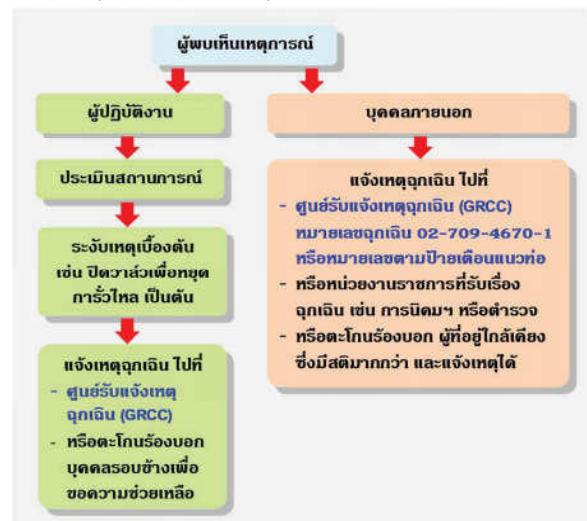 ผู้พบเห็นเหตุการณ์
ผู้ปฏิบัติงาน
ประเมินสถานการณ์
ระงับเหตุเบื้องต้น
เช่น ปิดวาล์วเพื่อหยุด
การรั่วไหล เป็นต้น
แจ้งเหตุฉุกเฉิน ไปที่
- ศูนย์รับแจ้งเหตุ
ฉุกเฉิน (GRCC)
- หรือตะโกนร้องบอก
บุคคลรอบข้างเพื่อ
ขอความช่วยเหลือ
บุคคลภายนอก
แจ้งเหตุฉุกเฉิน ไปที่
- ศูนย์รับแจ้งเหตุฉุกเฉิน (GRCC)
หมายเลขฉุกเฉิน 02-709-4670-1
หรือหมายเลขตามป้ายเตือนแนวท่อ
- หรือหน่วยงานราชการที่รับเรื่อง
ฉุกเฉิน เช่น การนิคมฯ หรือตำรวจ
- หรือตะโกนร้องบอก ผู้ที่อยู่ใกล้เคียง
ซึ่งมีสติมากกว่า และแจ้งเหตุได้